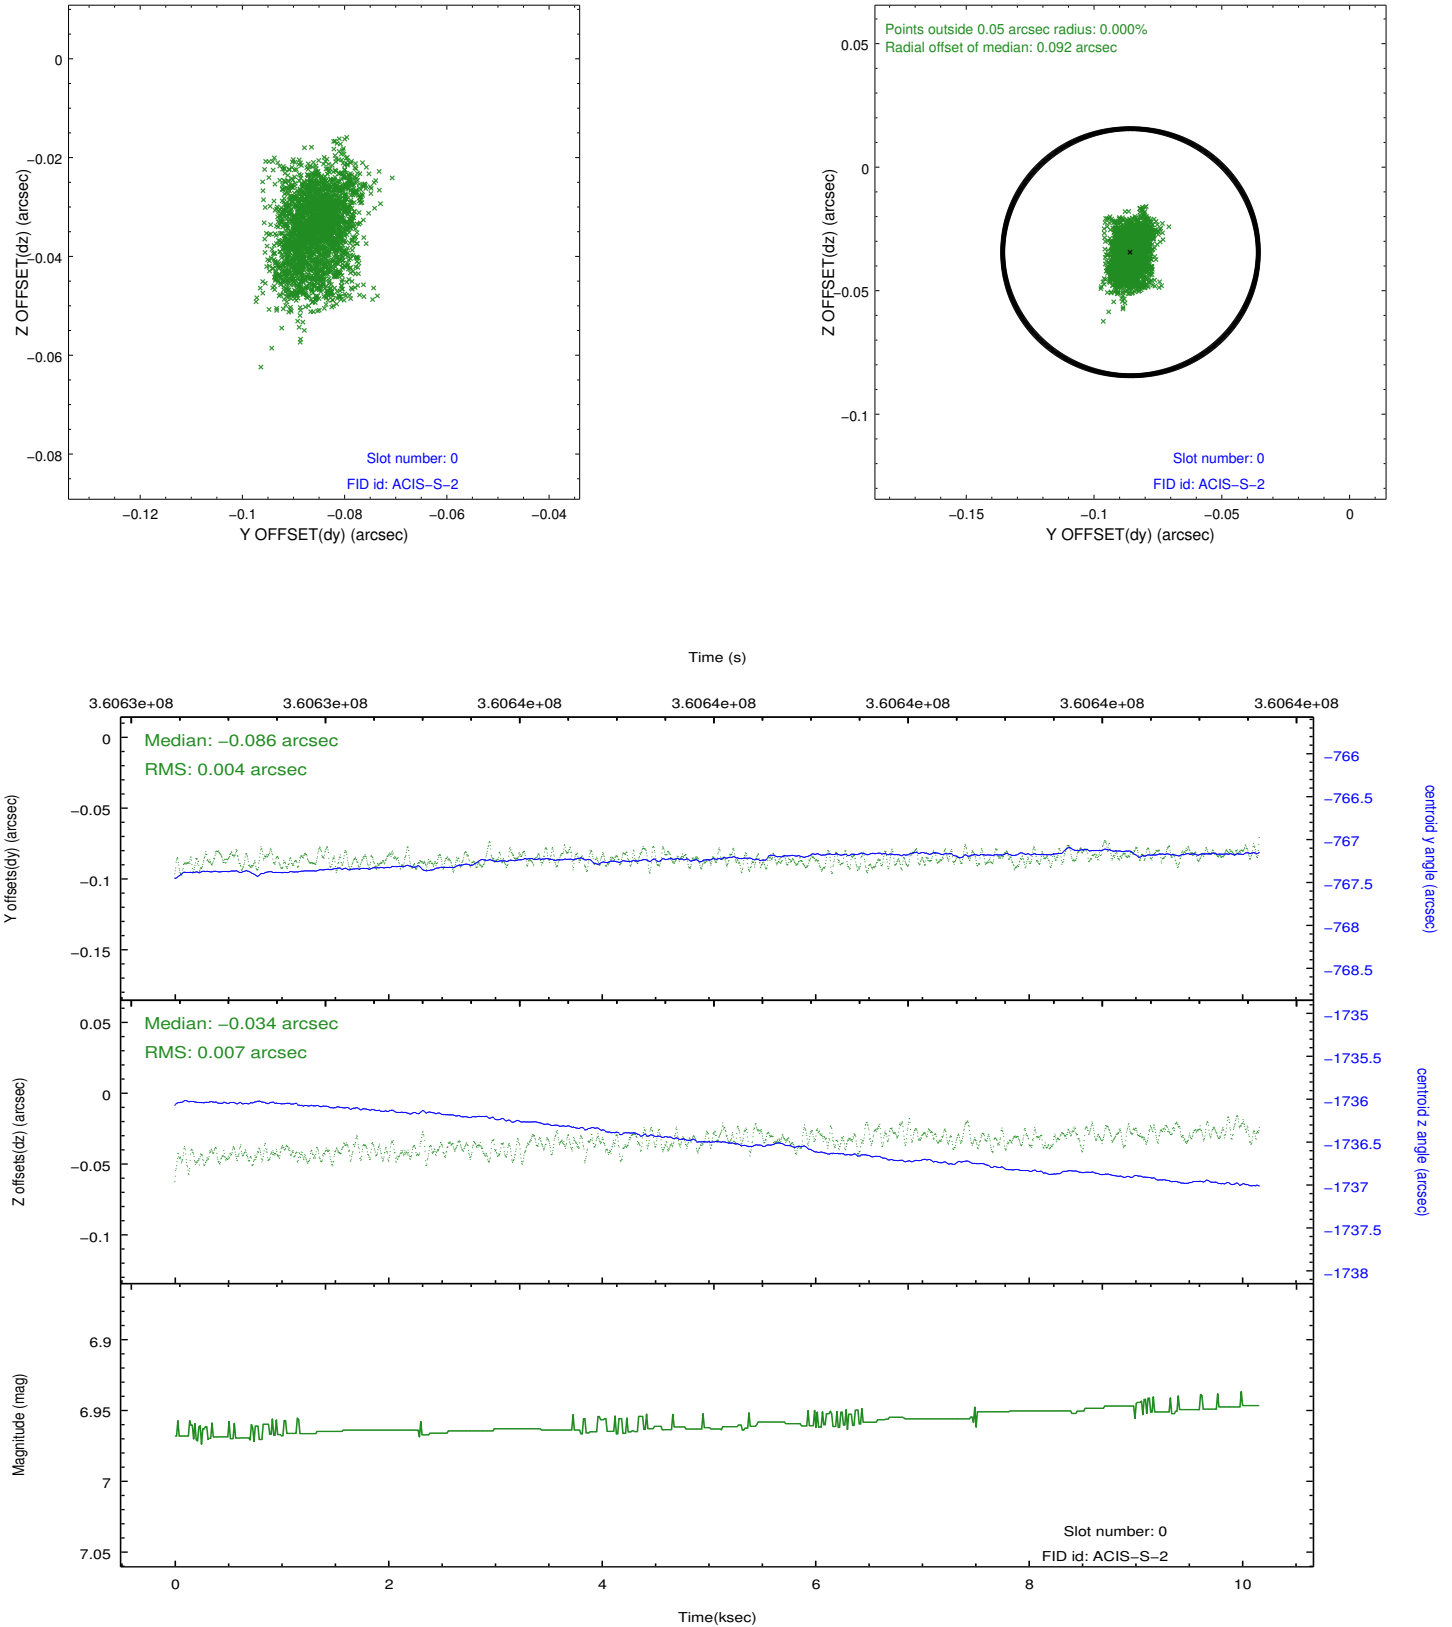 0
−0.02
−0.04
−0.06
−0.08
Z OFFSET(dz) (arcsec)
Slot number: 0
FID id: ACIS−S−2
−0.12 −0.1 −0.08 −0.06 −0.04
Y OFFSET(dy) (arcsec)
Points outside 0.05 arcsec radius: 0.000%
Radial offset of median: 0.092 arcsec
0.05
0
−0.05
−0.1
Z OFFSET(dz) (arcsec)
Slot number: 0
FID id: ACIS−S−2
−0.15 −0.1 −0.05 0
Y OFFSET(dy) (arcsec)
Time (s)
3.6063e+08 3.6063e+08 3.6064e+08 3.6064e+08 3.6064e+08 3.6064e+08 3.6064e+08
Median: −0.086 arcsec
RMS: 0.004 arcsec
0
−0.05
−0.1
−0.15
Y offsets(dy) (arcsec)
−766
−766.5
−767
−767.5
−768
−768.5
centroid y angle (arcsec)
Median: −0.034 arcsec
RMS: 0.007 arcsec
0.05
0
−0.05
−0.1
Z offsets(dz) (arcsec)
−1735
−1735.5
−1736
−1736.5
−1737
−1737.5
−1738
centroid z angle (arcsec)
6.9
6.95
7
7.05
Magnitude (mag)
Slot number: 0
FID id: ACIS−S−2
0 2 4 6 8 10
Time(ksec)